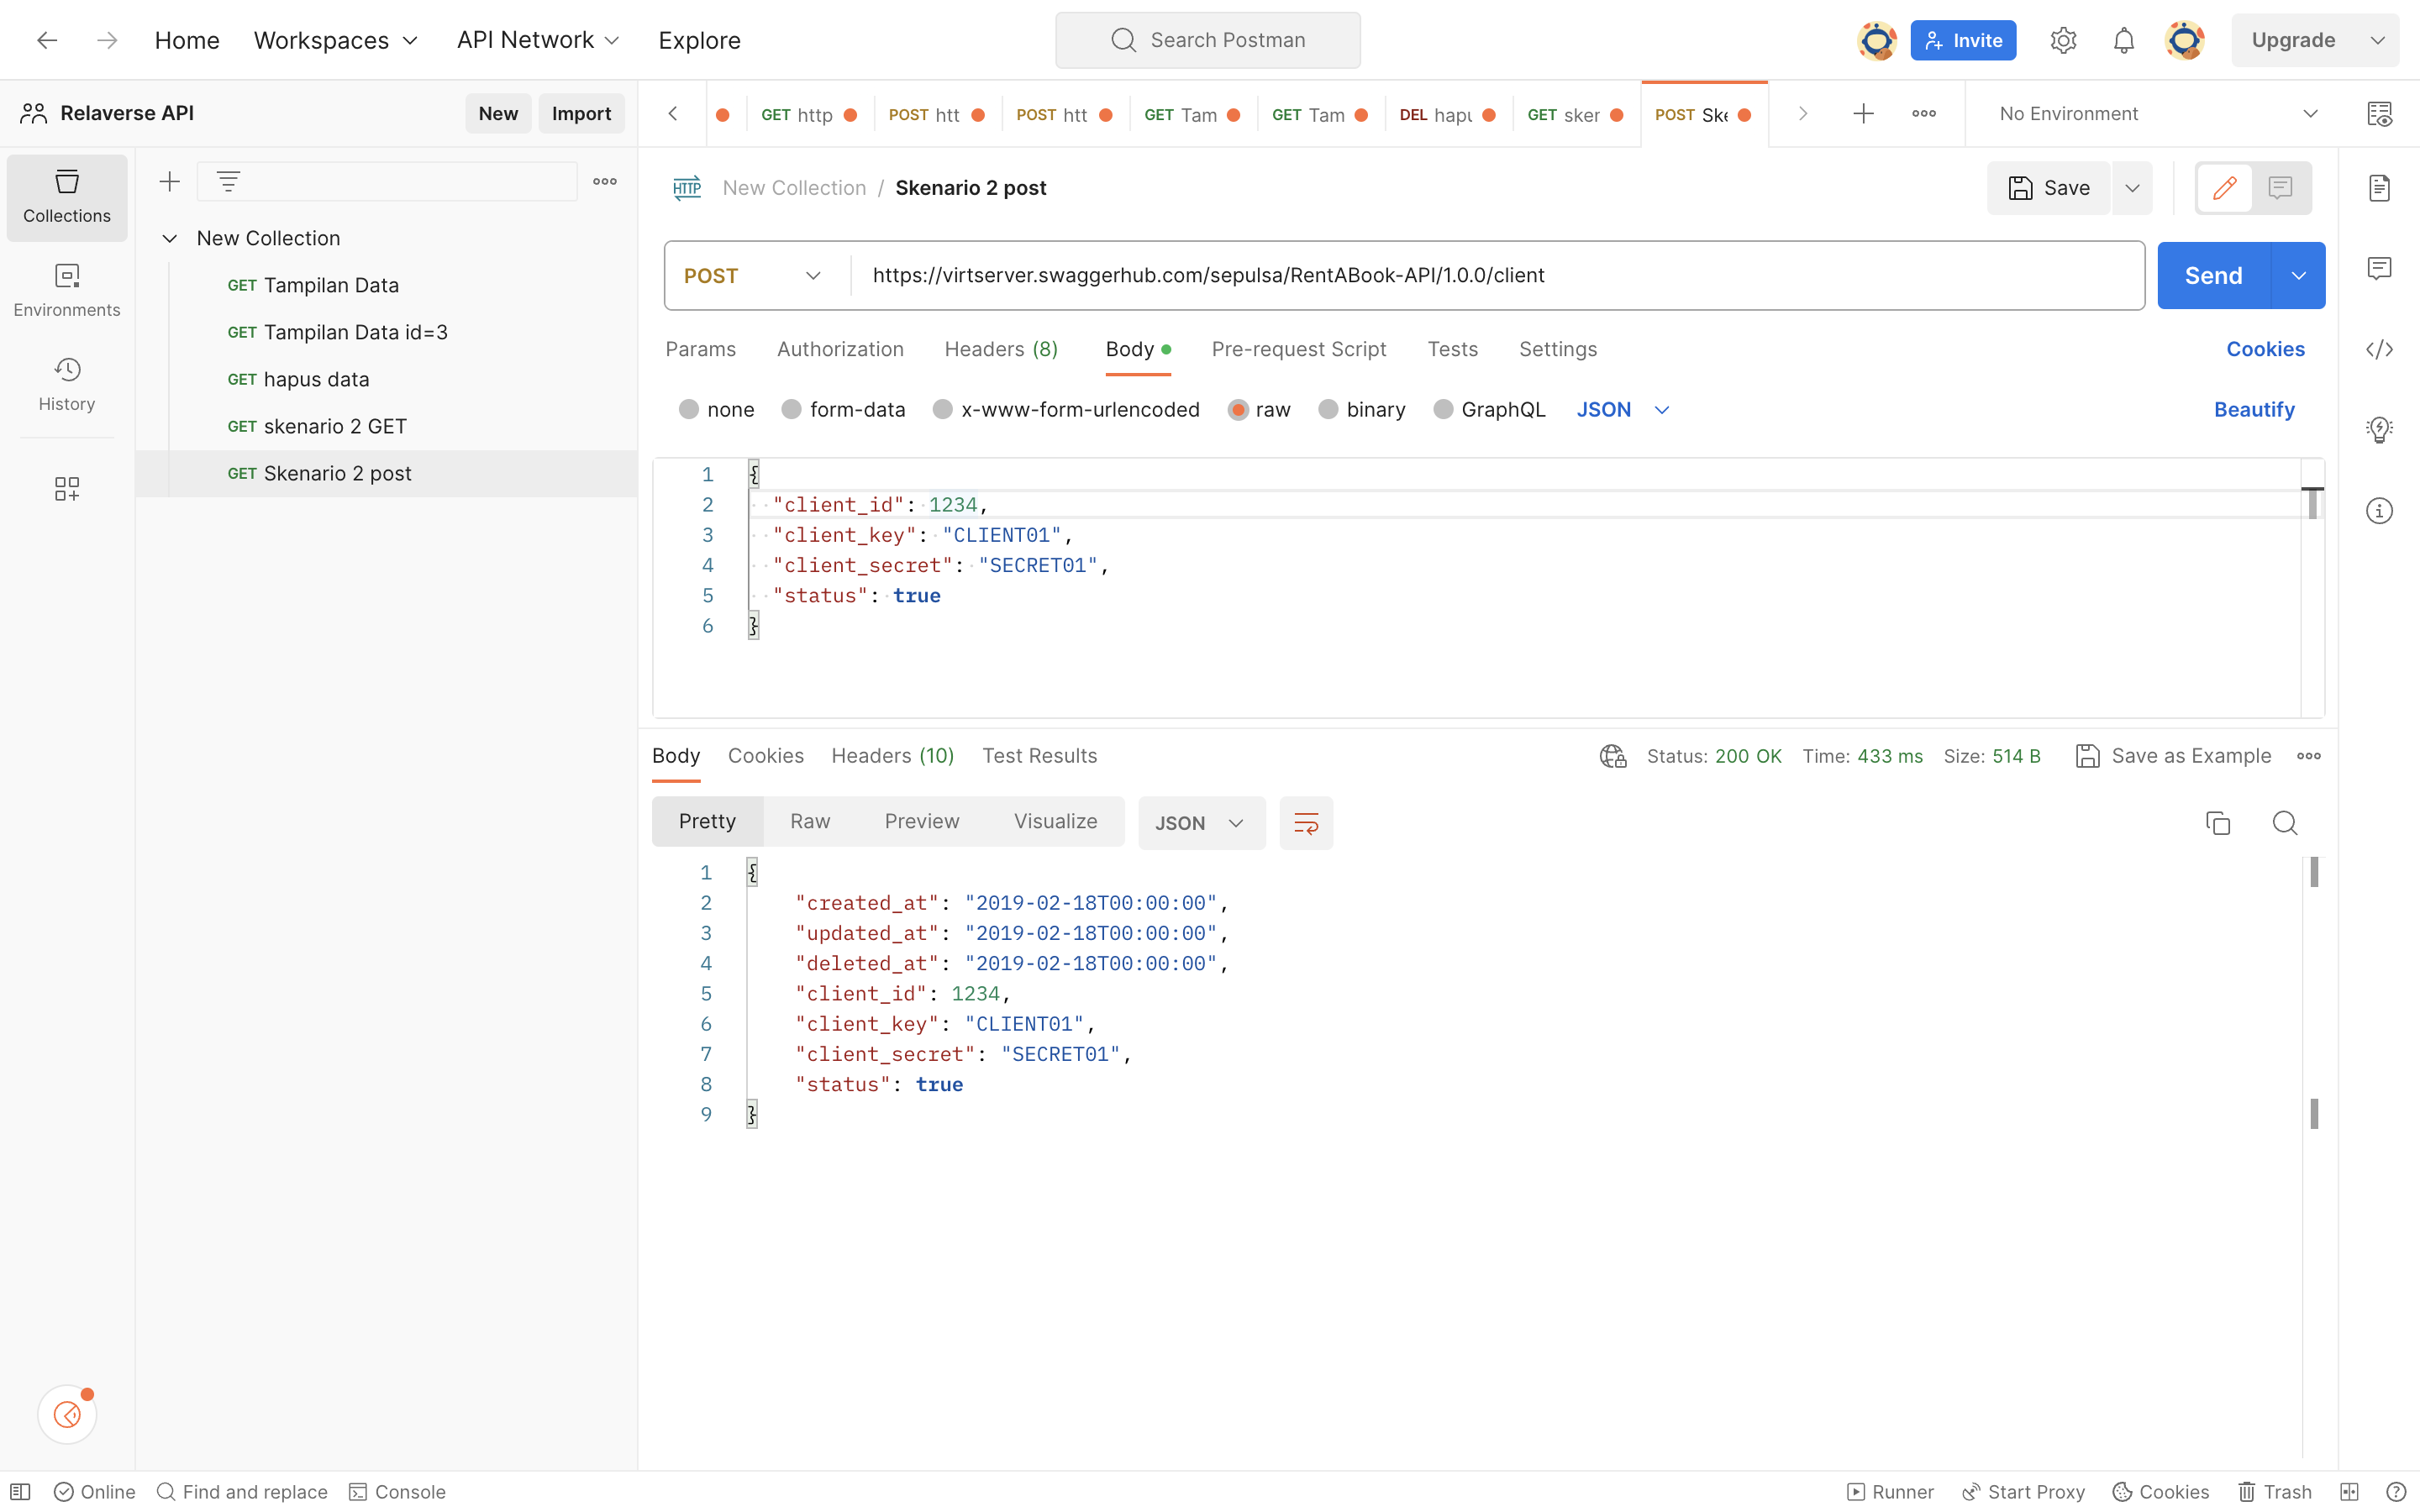 Home Workspaces API Network Explore Search Postman Invite Upgrade
Relaverse API New Import
GET http POST htt POST htt GET Tam GET Tam DEL hapu GET sker POST Ske No Environment
Collections
Environments
History
New Collection
GET Tampilan Data
GET Tampilan Data id=3
GET hapus data
GET skenario 2 GET
GET Skenario 2 post
HTTP New Collection / Skenario 2 post Save
POST https://virtserver.swaggerhub.com/sepulsa/RentABook-API/1.0.0/client Send
Params Authorization Headers (8) Body Pre-request Script Tests Settings Cookies
none form-data x-www-form-urlencoded raw binary GraphQL JSON Beautify
1 {
2 "client_id": 1234,
3 "client_key": "CLIENT01",
4 "client_secret": "SECRET01",
5 "status": true
6 }
Body Cookies Headers (10) Test Results Status: 200 OK Time: 433 ms Size: 514 B Save as Example
Pretty Raw Preview Visualize JSON
1 {
2 "created_at": "2019-02-18T00:00:00",
3 "updated_at": "2019-02-18T00:00:00",
4 "deleted_at": "2019-02-18T00:00:00",
5 "client_id": 1234,
6 "client_key": "CLIENT01",
7 "client_secret": "SECRET01",
8 "status": true
9 }
Online Find and replace Console Runner Start Proxy Cookies Trash